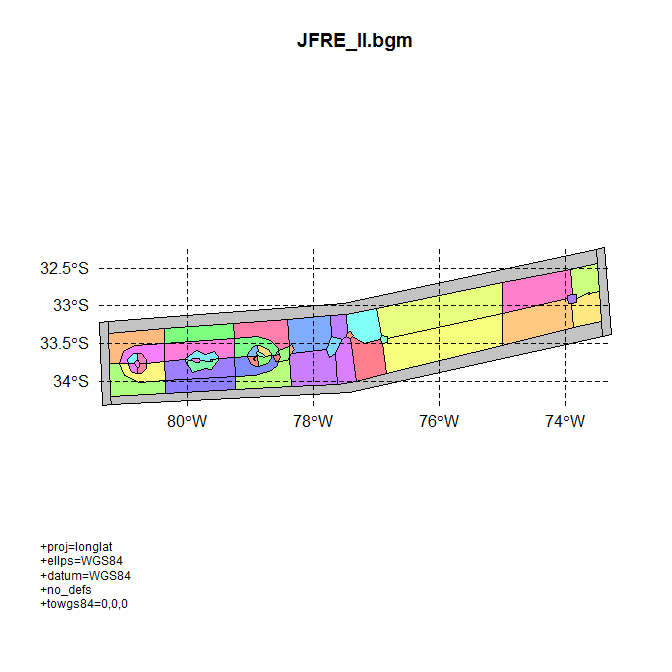 JFRE_II.bgm
32.5°S
33°S
33.5°S
34°S
80°W
78°W
76°W
74°W
+proj=longlat
+ellps=WGS84
+datum=WGS84
+no_defs
+towgs84=0,0,0